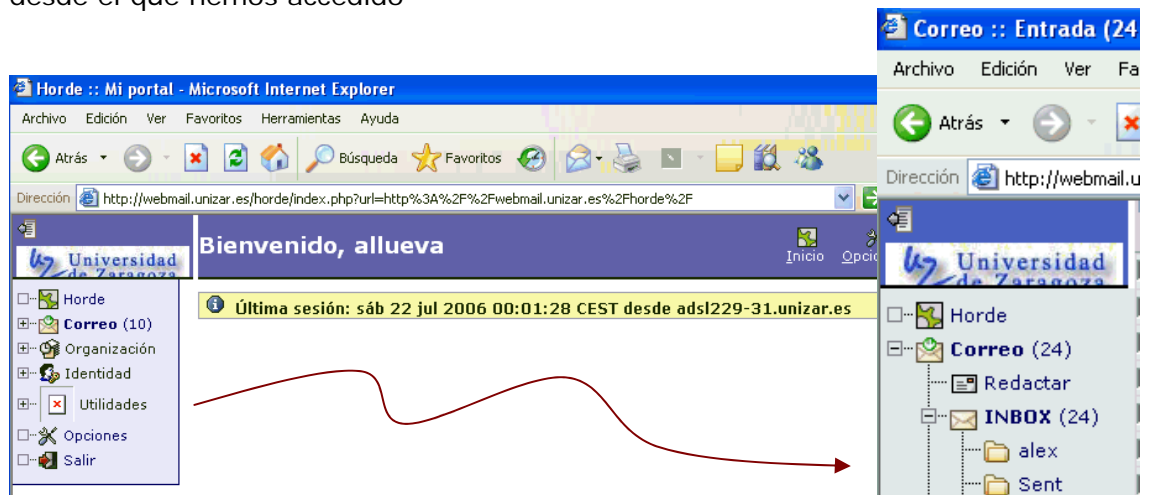 desde el que hemos accedido
Horde :: Mi portal - Microsoft Internet Explorer
Archivo Edición Ver Favoritos Herramientas Ayuda
Atrás Búsqueda Favoritos
Dirección http://webmail.unizar.es/horde/index.php?url=http%3A%2F%2Fwebmail.unizar.es%2Fhorde%2F
Universidad
de Zaragoza
Bienvenido, allueva
Inicio Opcio
Última sesión: sáb 22 jul 2006 00:01:28 CEST desde adsl229-31.unizar.es
Horde
Correo (10)
Organización
Identidad
Utilidades
Opciones
Salir
Correo :: Entrada (24
Archivo Edición Ver Fa
Atrás
Dirección http://webmail.u
Universidad
de Zaragoza
Horde
Correo (24)
Redactar
INBOX (24)
alex
Sent